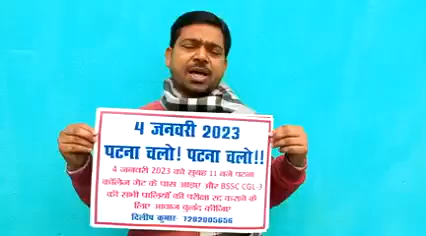 4 जनवरी 2023
पटना चलो! पटना चलो!!
4 जनवरी 2023 को सुबह 11 बजे पटना
कॉलेज गेट के पास आइए और BSSC CGL-3
की सभी पालियों की परीक्षा रद्द कराने के
लिए आवाज बुलंद कीजिए
दिलीप कुमार- 7282005656